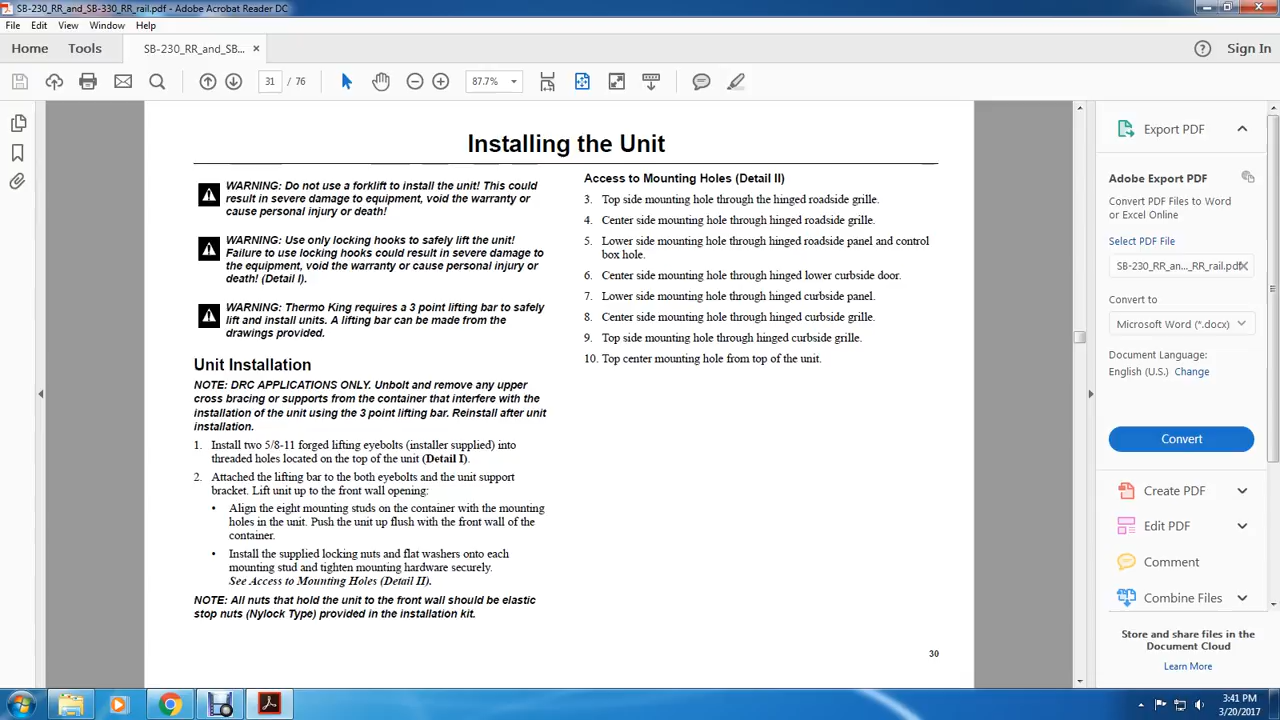 SB-230_RR_and_SB-330_RR_rail.pdf - Adobe Acrobat Reader DC
File Edit View Window Help
Home Tools SB-230_RR_and_SB... × ? Sign In
31 / 76 87.7%
Installing the Unit
WARNING: Do not use a forklift to install the unit! This could
result in severe damage to equipment, void the warranty or
cause personal injury or death!
WARNING: Use only locking hooks to safely lift the unit!
Failure to use locking hooks could result in severe damage to
the equipment, void the warranty or cause personal injury or
death! (Detail I).
WARNING: Thermo King requires a 3 point lifting bar to safely
lift and install units. A lifting bar can be made from the
drawings provided.
Unit Installation
NOTE: DRC APPLICATIONS ONLY. Unbolt and remove any upper
cross bracing or supports from the container that interfere with the
installation of the unit using the 3 point lifting bar. Reinstall after unit
installation.
1. Install two 5/8-11 forged lifting eyebolts (installer supplied) into
threaded holes located on the top of the unit (Detail I).
2. Attached the lifting bar to the both eyebolts and the unit support
bracket. Lift unit up to the front wall opening:
• Align the eight mounting studs on the container with the mounting
holes in the unit. Push the unit up flush with the front wall of the
container.
• Install the supplied locking nuts and flat washers onto each
mounting stud and tighten mounting hardware securely.
See Access to Mounting Holes (Detail II).
NOTE: All nuts that hold the unit to the front wall should be elastic
stop nuts (Nylock Type) provided in the installation kit.
Access to Mounting Holes (Detail II)
3. Top side mounting hole through the hinged roadside grille.
4. Center side mounting hole through hinged roadside grille.
5. Lower side mounting hole through hinged roadside panel and control
box hole.
6. Center side mounting hole through hinged lower curbside door.
7. Lower side mounting hole through hinged curbside panel.
8. Center side mounting hole through hinged curbside grille.
9. Top side mounting hole through hinged curbside grille.
10. Top center mounting hole from top of the unit.
30
Export PDF
Adobe Export PDF
Convert PDF Files to Word
or Excel Online
Select PDF File
SB-230_RR_an..._RR_rail.pdf
Convert to
Microsoft Word (*.docx)
Document Language:
English (U.S.) Change
Convert
Create PDF
Edit PDF
Comment
Combine Files
Store and share files in the
Document Cloud
Learn More
3:41 PM
3/20/2017